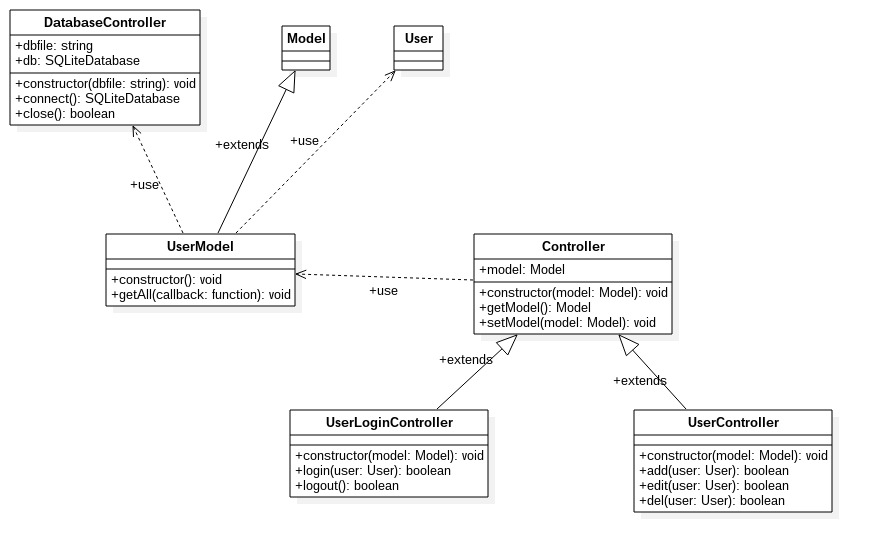 DatabaseController
+dbfile: string
+db: SQLiteDatabase
+constructor(dbfile: string): void
+connect(): SQLiteDatabase
+close(): boolean
Model
User
+extends
+use
+use
UserModel
+constructor(): void
+getAll(callback: function): void
Controller
+model: Model
+constructor(model: Model): void
+getModel(): Model
+setModel(model: Model): void
+use
+extends
+extends
UserLoginController
+constructor(model: Model): void
+login(user: User): boolean
+logout(): boolean
UserController
+constructor(model: Model): void
+add(user: User): boolean
+edit(user: User): boolean
+del(user: User): boolean